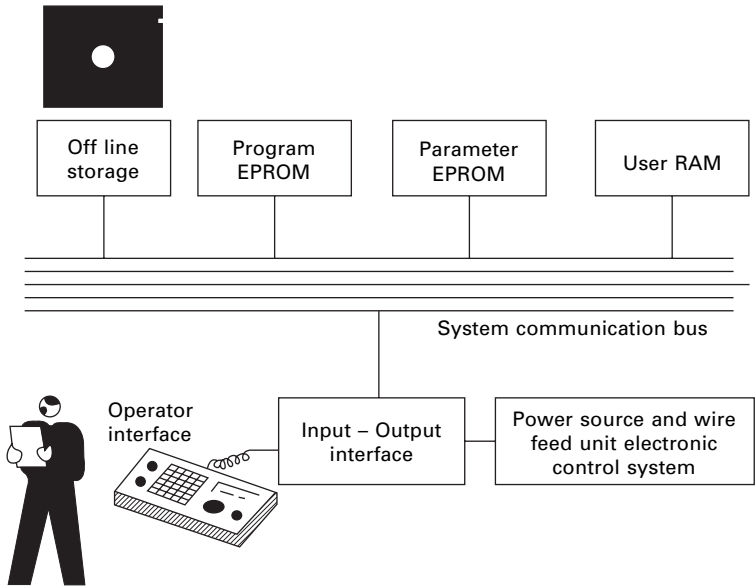 Off line
storage
Program
EPROM
Parameter
EPROM
User RAM
System communication bus
Operator
interface
Input – Output
interface
Power source and wire
feed unit electronic
control system